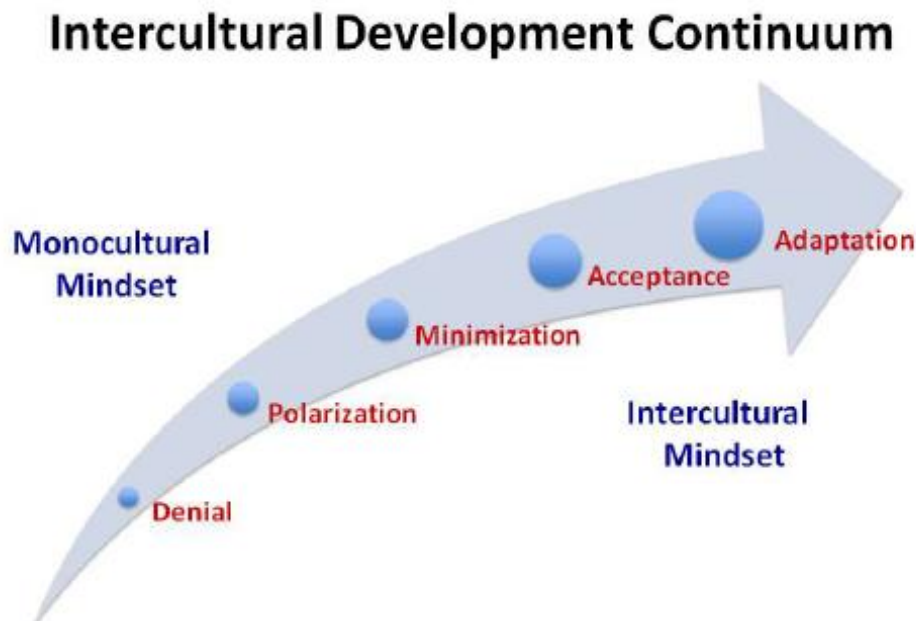 Intercultural Development Continuum
Monocultural
Mindset
Adaptation
Acceptance
Minimization
Polarization
Intercultural
Mindset
Denial